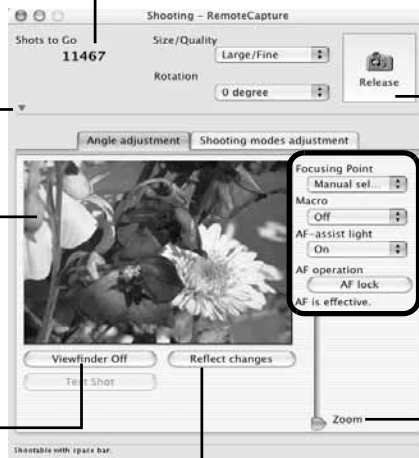 Shooting - RemoteCapture
Shots to Go
11467
Size/Quality
Large/Fine
Rotation
0 degree
Release
Angle adjustment
Shooting modes adjustment
Focusing Point
Manual sel...
Macro
Off
AF-assist light
On
AF operation
AF lock
AF is effective.
Viewfinder Off
Reflect changes
Test Shot
Zoom
Shootable with space bar.